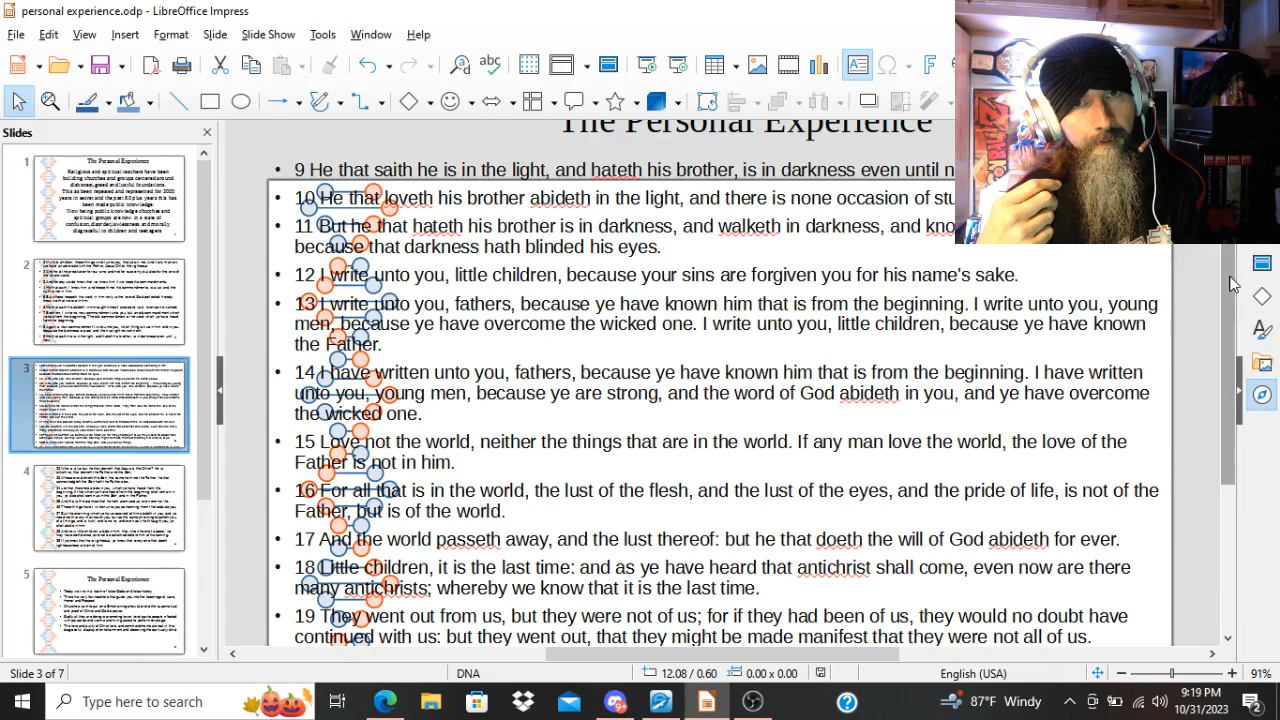 personal experience.odp - LibreOffice Impress
File Edit View Insert Format Slide Slide Show Tools Window Help
Slides
1
The Personal Experience
2
3
4
5
The Personal Experience
The Personal Experience
• 9 He that saith he is in the light, and hateth his brother, is in darkness even until n
• 10 He that loveth his brother abideth in the light, and there is none occasion of stu
• 11 But he that hateth his brother is in darkness, and walketh in darkness, and kno
because that darkness hath blinded his eyes.
• 12 I write unto you, little children, because your sins are forgiven you for his name's sake.
• 13 I write unto you, fathers, because ye have known him that is from the beginning. I write unto you, young
men, because ye have overcome the wicked one. I write unto you, little children, because ye have known
the Father.
• 14 I have written unto you, fathers, because ye have known him that is from the beginning. I have written
unto you, young men, because ye are strong, and the word of God abideth in you, and ye have overcome
the wicked one.
• 15 Love not the world, neither the things that are in the world. If any man love the world, the love of the
Father is not in him.
• 16 For all that is in the world, the lust of the flesh, and the lust of the eyes, and the pride of life, is not of the
Father, but is of the world.
• 17 And the world passeth away, and the lust thereof: but he that doeth the will of God abideth for ever.
• 18 Little children, it is the last time: and as ye have heard that antichrist shall come, even now are there
many antichrists; whereby we know that it is the last time.
• 19 They went out from us, but they were not of us; for if they had been of us, they would no doubt have
continued with us: but they went out, that they might be made manifest that they were not all of us.
Slide 3 of 7
DNA
12.08 / 0.60
0.00 x 0.00
English (USA)
91%
Type here to search
9+
87°F Windy
9:19 PM
10/31/2023
2